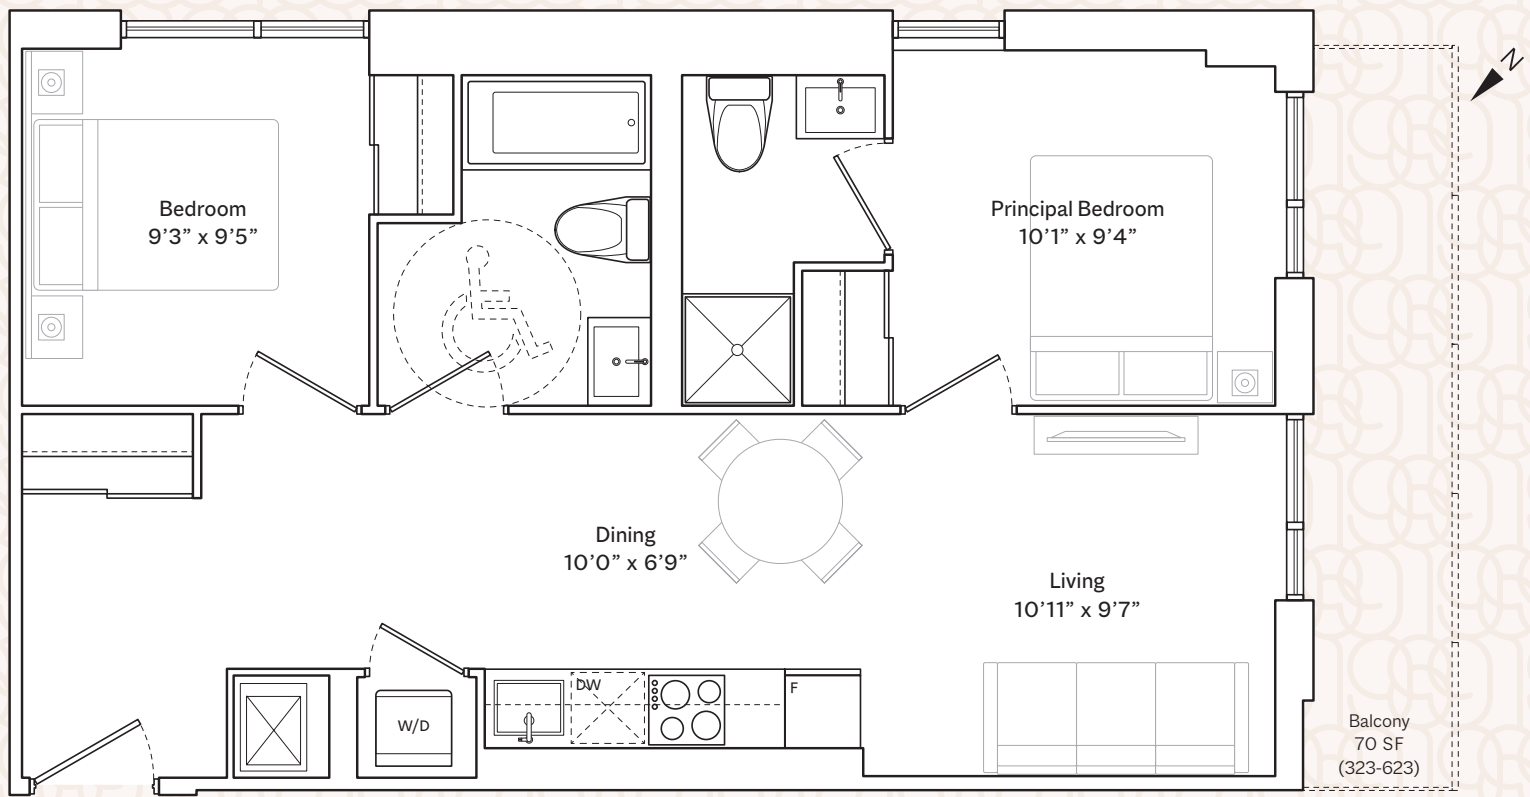 N
Bedroom
9’3” x 9’5”
Principal Bedroom
10’1” x 9’4”
Dining
10’0” x 6’9”
Living
10’11” x 9’7”
DW
F
W/D
Balcony
70 SF
(323-623)